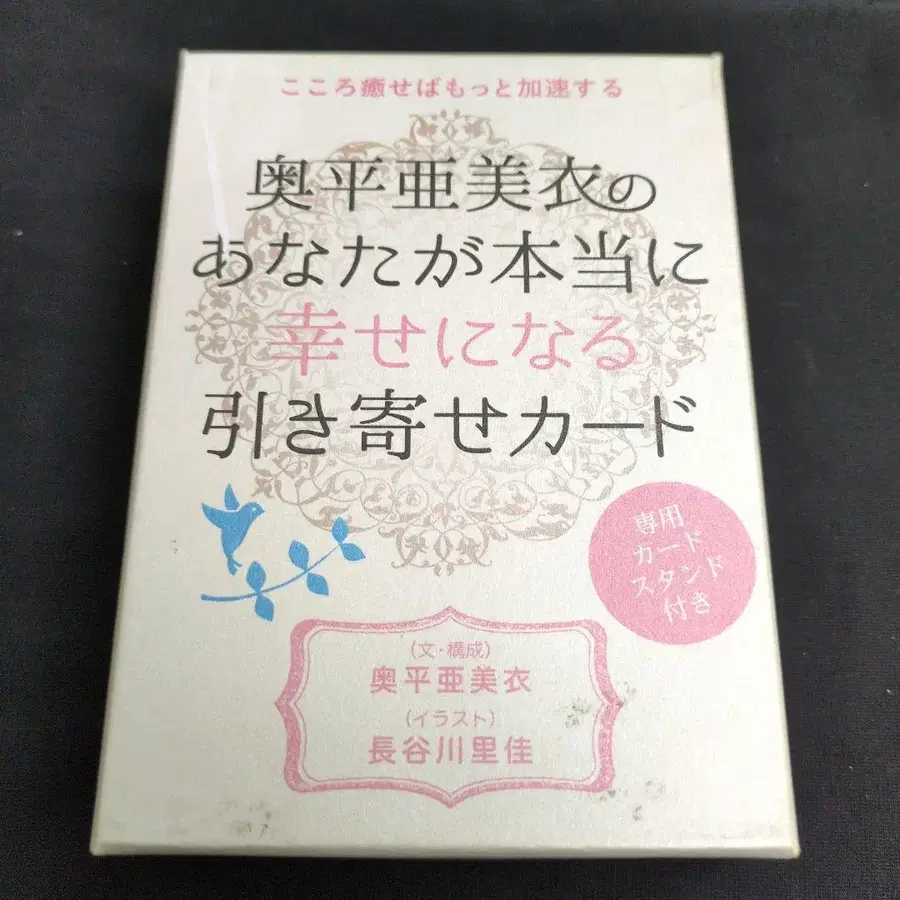 こころ癒せばもっと加速する
奥平亜美衣の
あなたが本当に
幸せになる
引き寄せカード
専用
カード
スタンド
付き
(文・構成)
奥平亜美衣
(イラスト)
長谷川里佳